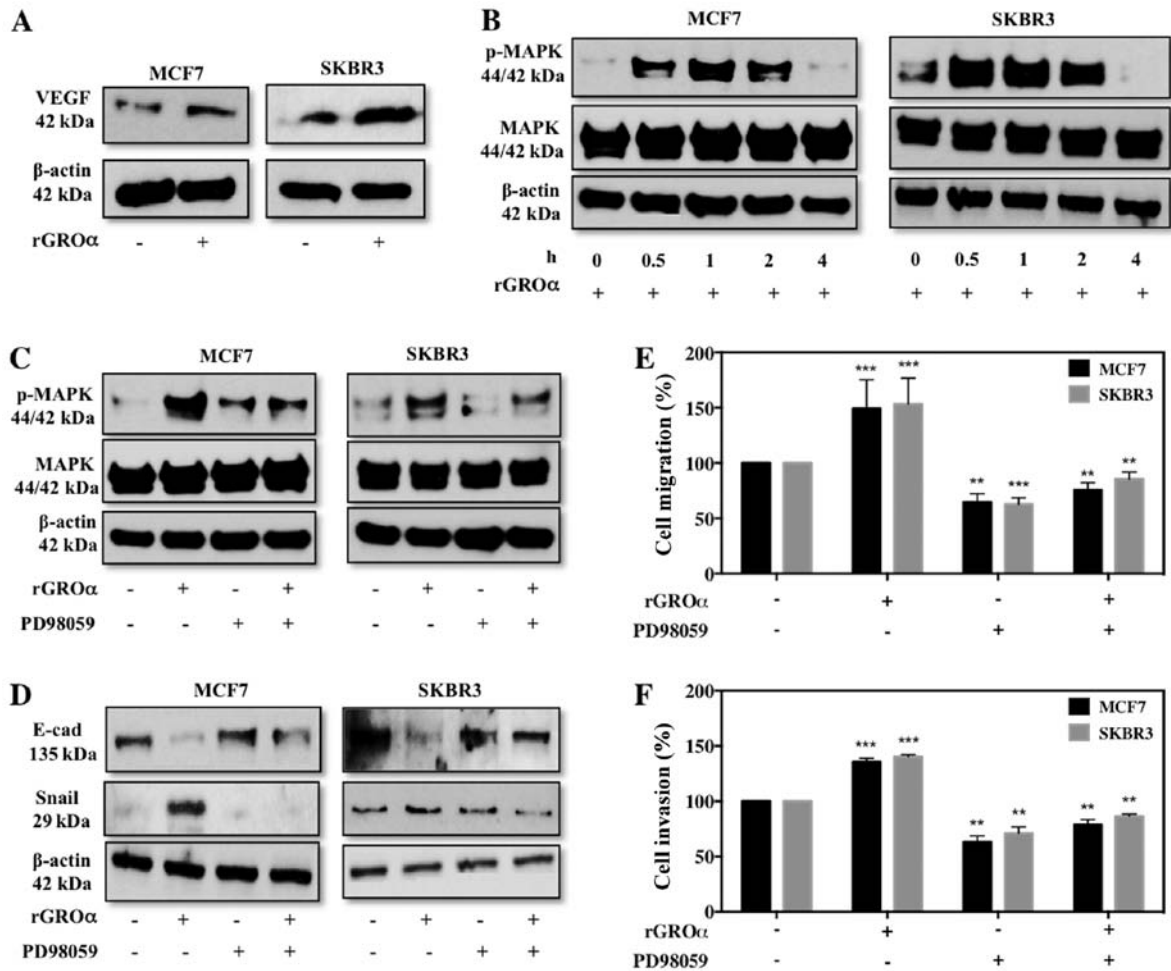 A
MCF7 SKBR3
VEGF
42 kDa
β-actin
42 kDa
- + - +
rGROα
B
MCF7 SKBR3
p-MAPK
44/42 kDa
MAPK
44/42 kDa
β-actin
42 kDa
h 0 0.5 1 2 4 0 0.5 1 2 4
rGROα + + + + + + + + + +
C
MCF7 SKBR3
p-MAPK
44/42 kDa
MAPK
44/42 kDa
β-actin
42 kDa
rGROα - + - + - + - +
PD98059 - - + + - - + +
D
MCF7 SKBR3
E-cad
135 kDa
Snail
29 kDa
β-actin
42 kDa
rGROα - + - + - + - +
PD98059 - - + + - - + +
E
Cell migration (%)
200
150
100
50
0
MCF7
SKBR3
*** ***
** ***
** **
rGROα - + - +
PD98059 - - + +
F
Cell invasion (%)
200
150
100
50
0
MCF7
SKBR3
*** ***
** **
** **
rGROα - + - +
PD98059 - - + +